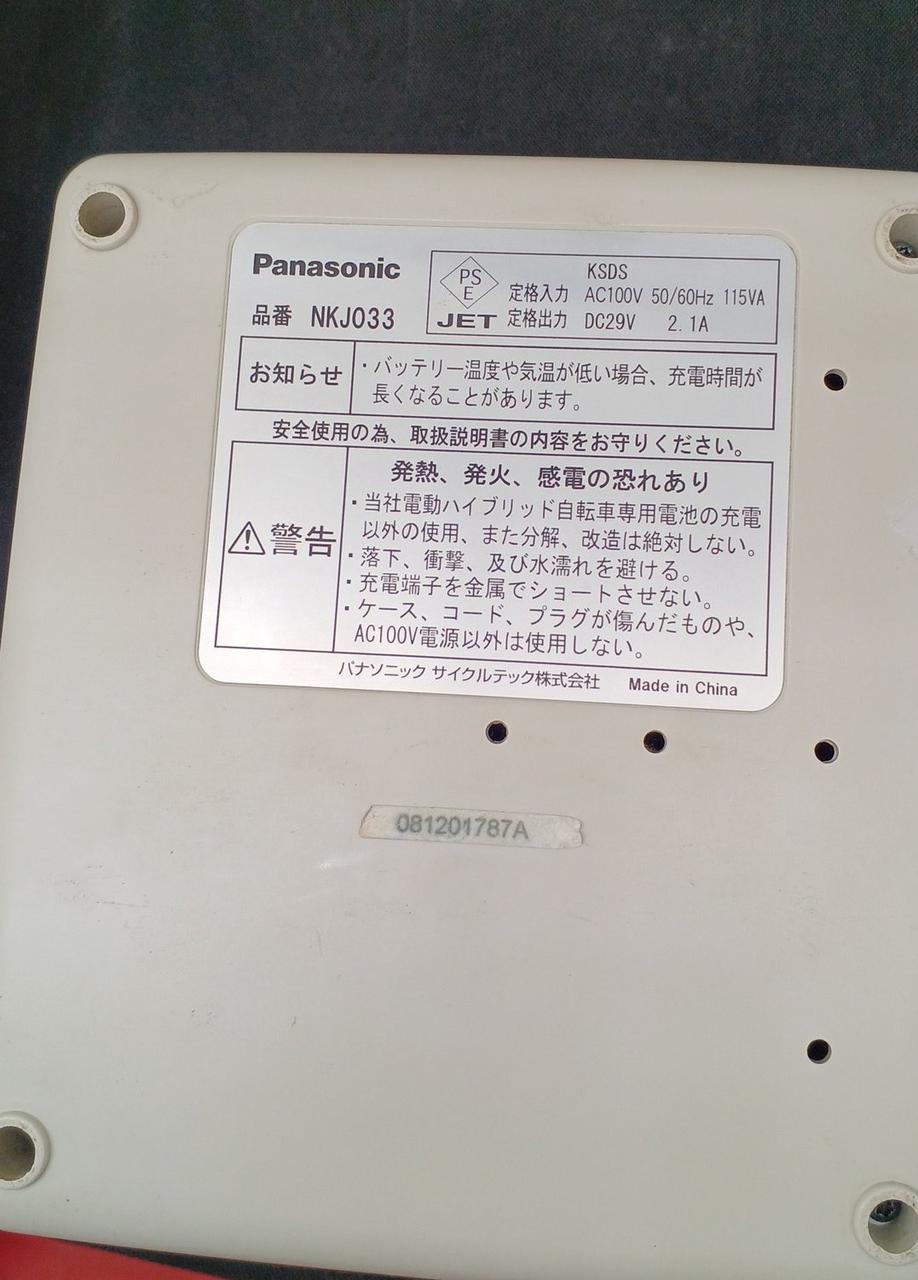 Panasonic
品番 NKJ033
PS
E
JET
KSDS
定格入力 AC100V 50/60Hz 115VA
定格出力 DC29V 2.1A
お知らせ
・バッテリー温度や気温が低い場合、充電時間が
長くなることがあります。
安全使用の為、取扱説明書の内容をお守りください。
警告
発熱、発火、感電の恐れあり
・当社電動ハイブリッド自転車専用電池の充電
以外の使用、また分解、改造は絶対しない。
・落下、衝撃、及び水濡れを避ける。
・充電端子を金属でショートさせない。
・ケース、コード、プラグが傷んだものや、
AC100V電源以外は使用しない。
パナソニック サイクルテック株式会社 Made in China
081201787A